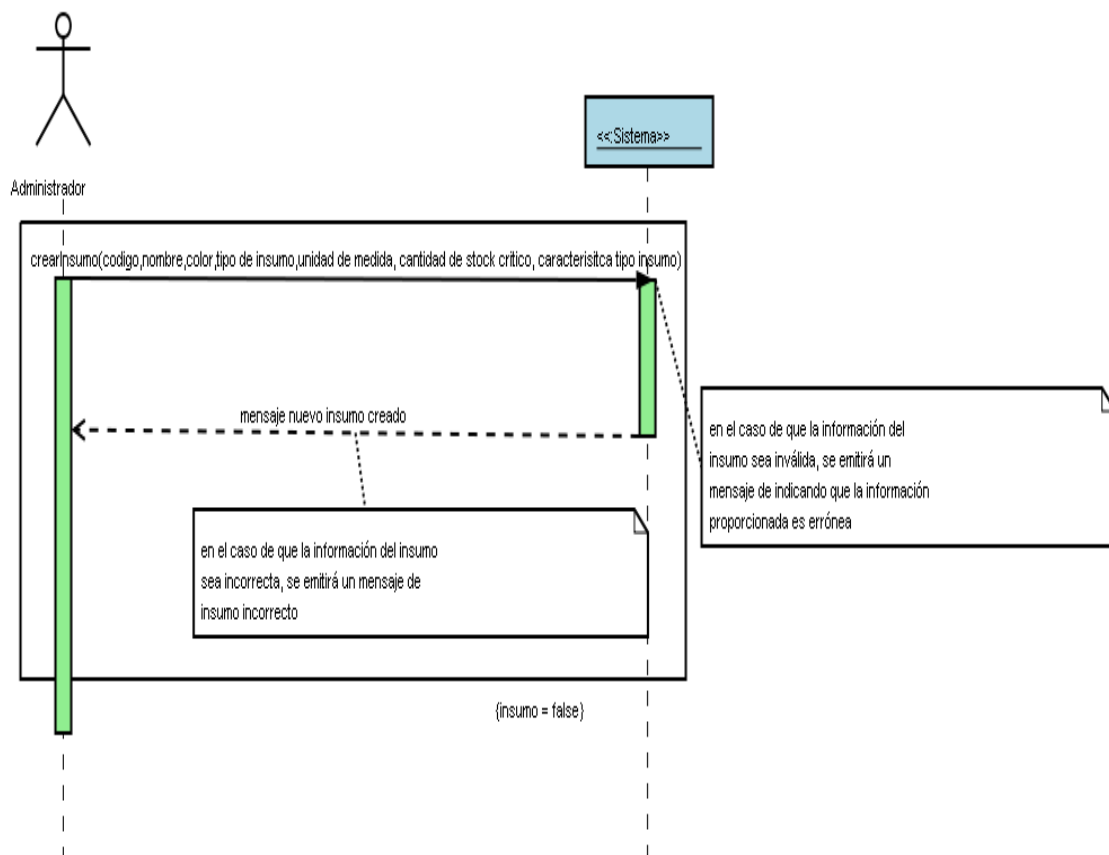 <<:Sistema>>
Administrador
crearInsumo(codigo,nombre,color,tipo de insumo,unidad de medida, cantidad de stock critico, caracterisitca tipo insumo)
mensaje nuevo insumo creado
en el caso de que la información del
insumo sea inválida, se emitirá un
mensaje de indicando que la información
proporcionada es errónea
en el caso de que la información del insumo
sea incorrecta, se emitirá un mensaje de
insumo incorrecto
{insumo = false}